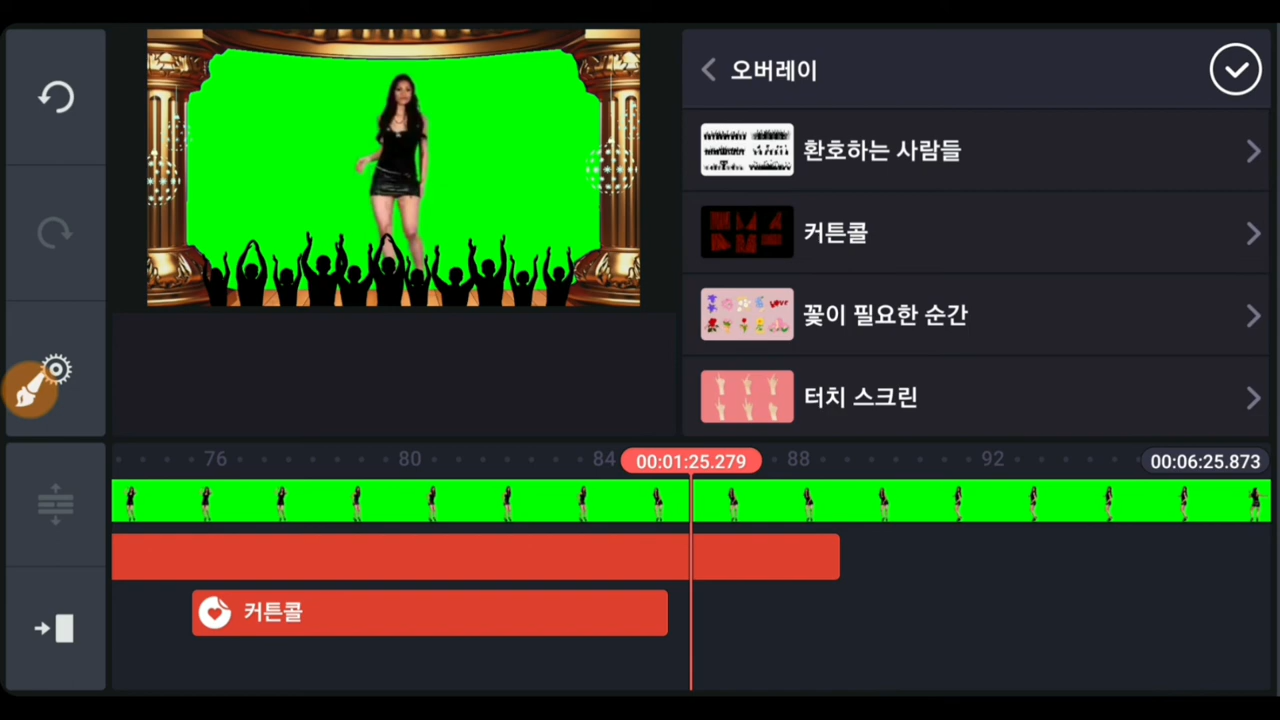 오버레이
환호하는 사람들
커튼콜
꽃이 필요한 순간
터치 스크린
76
80
84
00:01:25.279
88
92
00:06:25.873
커튼콜